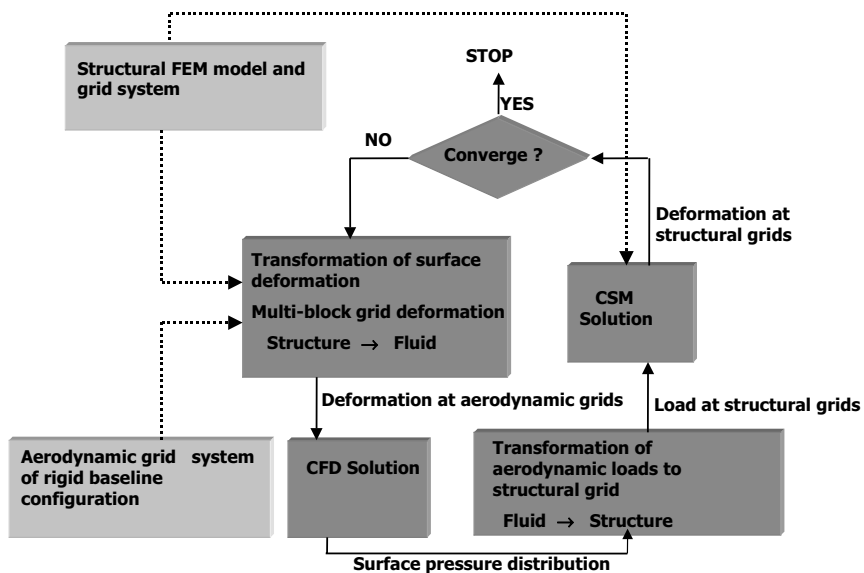 Structural FEM model and
grid system
STOP
YES
NO
Converge ?
Deformation at
structural grids
Transformation of surface
deformation
Multi-block grid deformation
Structure → Fluid
CSM
Solution
Deformation at aerodynamic grids
Load at structural grids
Aerodynamic grid system
of rigid baseline
configuration
CFD Solution
Transformation of
aerodynamic loads to
structural grid
Fluid → Structure
Surface pressure distribution